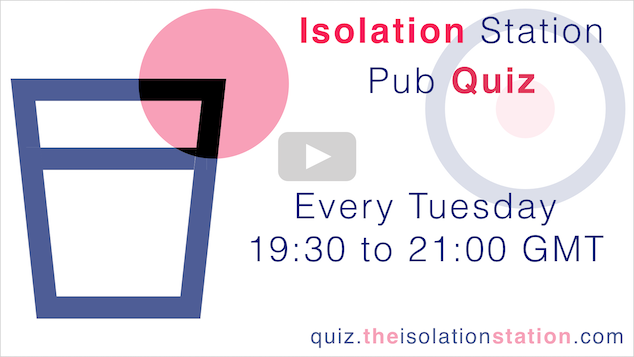 Isolation Station
Pub Quiz
Every Tuesday
19:30 to 21:00 GMT
quiz.theisolationstation.com